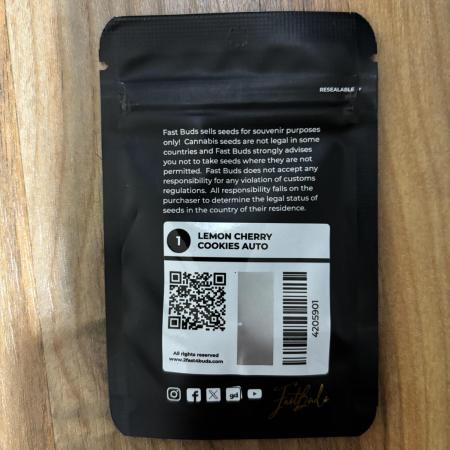 RESEALABLE
Fast Buds sells seeds for souvenir purposes
only! Cannabis seeds are not legal in some
countries and Fast Buds strongly advises
you not to take seeds where they are not
permitted. Fast Buds does not accept any
responsibility for any violation of customs
regulations. All responsibility falls on the
purchaser to determine the legal status of
seeds in the country of their residence.
1 LEMON CHERRY
COOKIES AUTO
4205901
All rights reserved
www.2fast4buds.com
gd
FastBuds